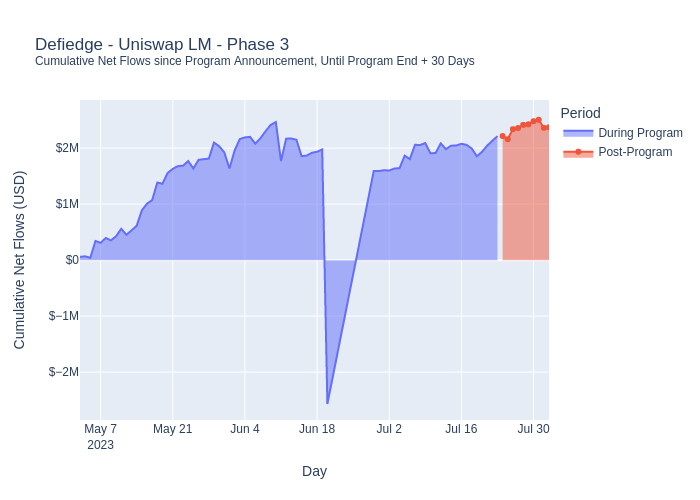 Defiedge - Uniswap LM - Phase 3
Cumulative Net Flows since Program Announcement, Until Program End + 30 Days
Period
During Program
Post-Program
Cumulative Net Flows (USD)
$2M
$1M
$0
$−1M
$−2M
May 7
2023
May 21
Jun 4
Jun 18
Jul 2
Jul 16
Jul 30
Day